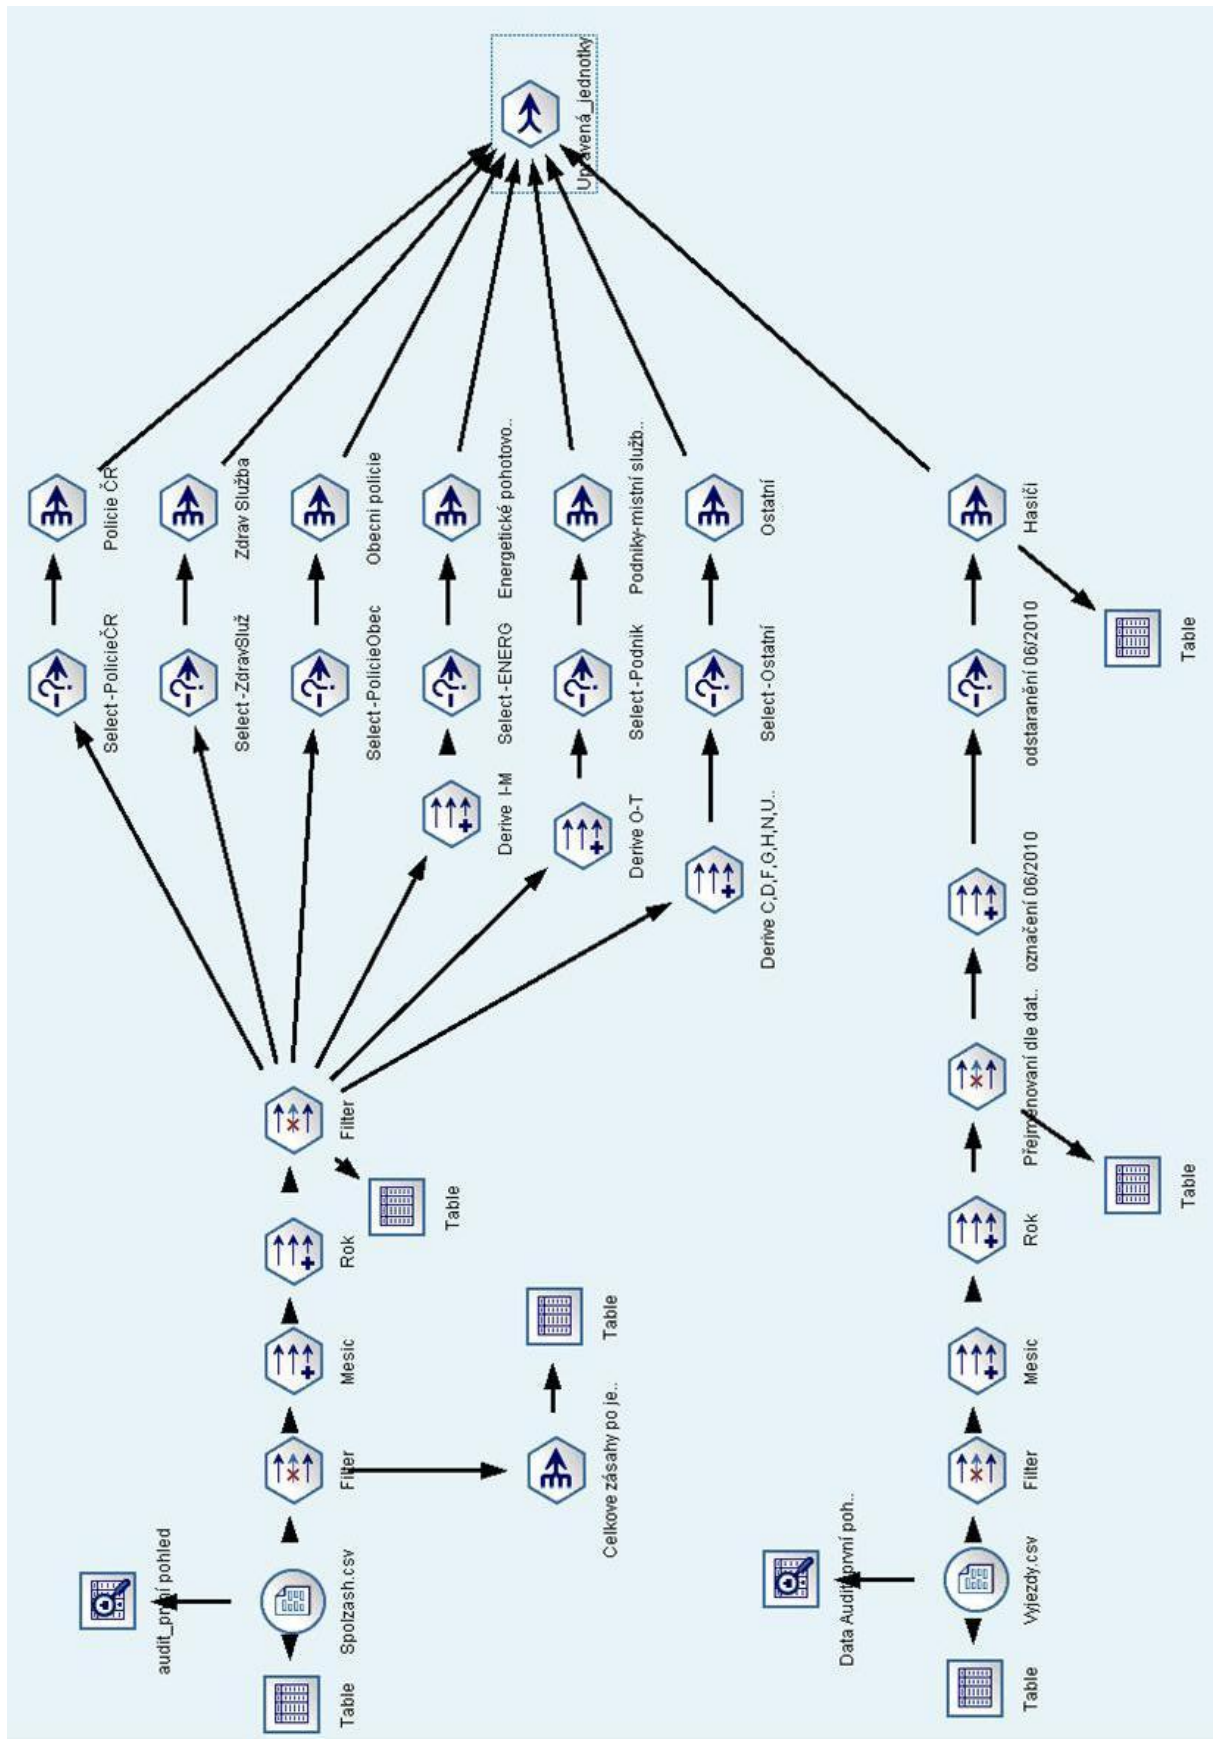 Upravená_jednotky
Policie ČR
Zdrav Služba
Obecni policie
Energetické pohotovo..
Podniky-mistní služb..
Ostatní
Hasiči
Select-PolicieČR
Select-ZdravSluž
Select-PolicieObec
Select-ENERG
Select-Podnik
Select-Ostatní
odstaranění 06/2010
Table
Derive I-M
Derive O-T
Derive C,D,F,G,H,N,U..
označení 06/2010
Filter
Přejmenovaní dle dat..
Table
Table
Rok
Rok
Mesic
Table
Mesic
Filter
Celkove zásahy po je..
Filter
audit_první pohled
Spolzash.csv
Data Audit první poh..
Vyjezdy.csv
Table
Table